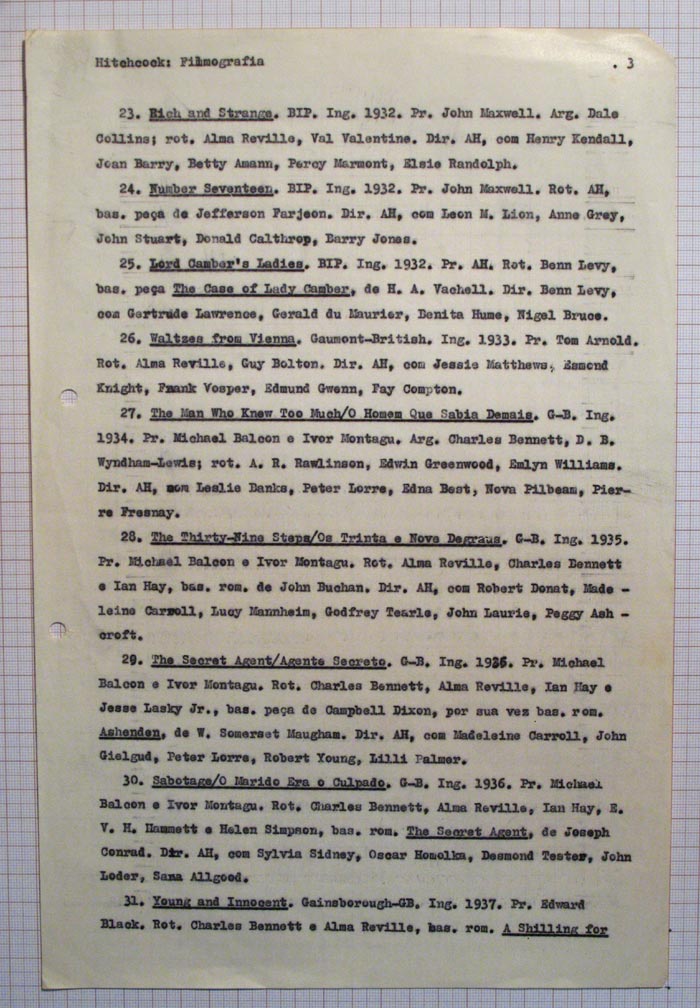 Hitchcock: Filmografia . 3
23. Rich and Strange. BIP. Ing. 1932. Pr. John Maxwell. Arg. Dale
Collins; rot. Alma Reville, Val Valentine. Dir. AH, com Henry Kendall,
Joan Barry, Betty Amann, Percy Marmont, Elsie Randolph.
24. Number Seventeen. BIP. Ing. 1932. Pr. John Maxwell. Rot. AH,
bas. peça de Jefferson Farjeon. Dir. AH, com Leon M. Lion, Anne Grey,
John Stuart, Donald Calthrop, Barry Jones.
25. Lord Camber's Ladies. BIP. Ing. 1932. Pr. AH. Rot. Benn Levy,
bas. peça The Case of Lady Camber, de H. A. Vachell. Dir. Benn Levy,
com Gertrude Lawrence, Gerald du Maurier, Benita Hume, Nigel Bruce.
26. Waltzes from Vienna. Gaumont-British. Ing. 1933. Pr. Tom Arnold.
Rot. Alma Reville, Guy Bolton. Dir. AH, com Jessie Matthews, Esmond
Knight, Frank Vosper, Edmund Gwenn, Fay Compton.
27. The Man Who Knew Too Much/O Homem Que Sabia Demais. G-B. Ing.
1934. Pr. Michael Balcon e Ivor Montagu. Arg. Charles Bennett, D. B.
Wyndham-Lewis; rot. A. R. Rawlinson, Edwin Greenwood, Emlyn Williams.
Dir. AH, com Leslie Banks, Peter Lorre, Edna Best, Nova Pilbeam, Pier-
re Fresnay.
28. The Thirty-Nine Steps/Os Trinta e Nove Degraus. G-B. Ing. 1935.
Pr. Michael Balcon e Ivor Montagu. Rot. Alma Reville, Charles Bennett
e Ian Hay, bas. rom. de John Buchan. Dir. AH, com Robert Donat, Made -
leine Carroll, Lucy Mannheim, Godfrey Tearle, John Laurie, Peggy Ash -
croft.
29. The Secret Agent/Agente Secreto. G-B. Ing. 1936. Pr. Michael
Balcon e Ivor Montagu. Rot. Charles Bennett, Alma Reville, Ian Hay e
Jesse Lasky Jr., bas. peça de Campbell Dixon, por sua vez bas. rom.
Ashenden, de W. Somerset Maugham. Dir. AH, com Madeleine Carroll, John
Gielgud, Peter Lorre, Robert Young, Lilli Palmer.
30. Sabotage/O Marido Era o Culpado. G-B. Ing. 1936. Pr. Michael
Balcon e Ivor Montagu. Rot. Charles Bennett, Alma Reville, Ian Hay, E.
V. H. Hammett e Helen Simpson, bas. rom. The Secret Agent, de Joseph
Conrad. Dir. AH, com Sylvia Sidney, Oscar Homolka, Desmond Tester, John
Loder, Sara Allgood.
31. Young and Innocent. Gainsborough-GB. Ing. 1937. Pr. Edward
Black. Rot. Charles Bennett e Alma Reville, bas. rom. A Shilling for